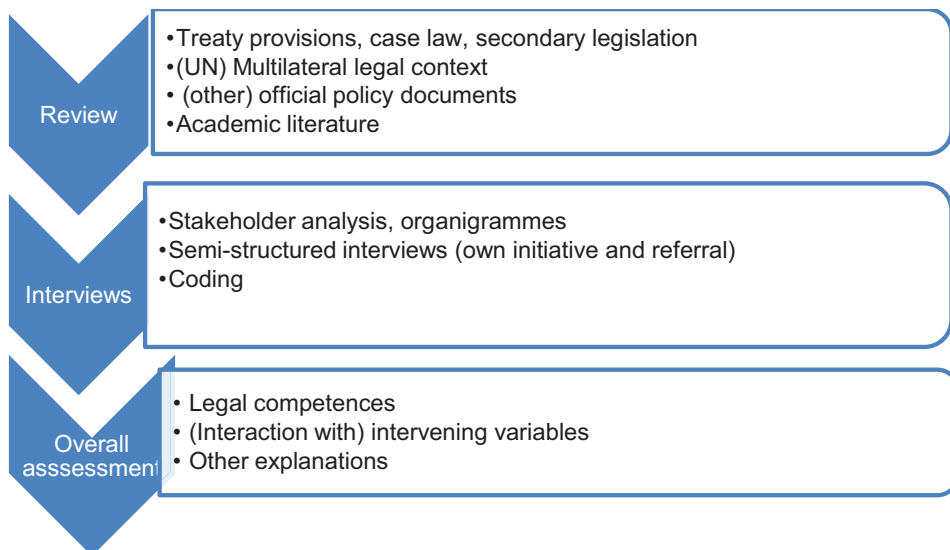 Review
•Treaty provisions, case law, secondary legislation
•(UN) Multilateral legal context
• (other) official policy documents
•Academic literature
Interviews
•Stakeholder analysis, organigrammes
•Semi-structured interviews (own initiative and referral)
•Coding
Overall
asssessment
• Legal competences
• (Interaction with) intervening variables
• Other explanations